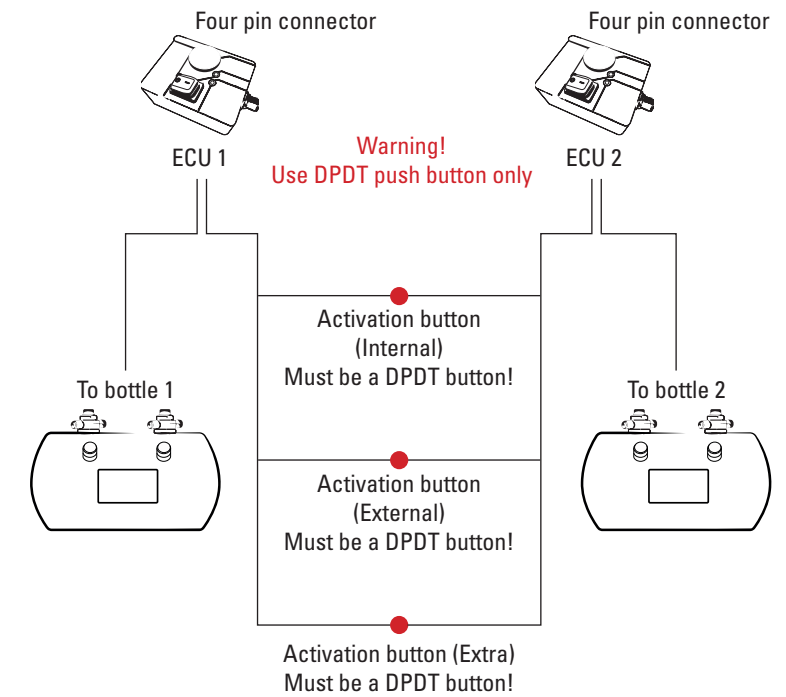 Four pin connector
Four pin connector
ECU 1
Warning!
Use DPDT push button only
ECU 2
Activation button
(Internal)
Must be a DPDT button!
To bottle 1
To bottle 2
Activation button
(External)
Must be a DPDT button!
Activation button (Extra)
Must be a DPDT button!